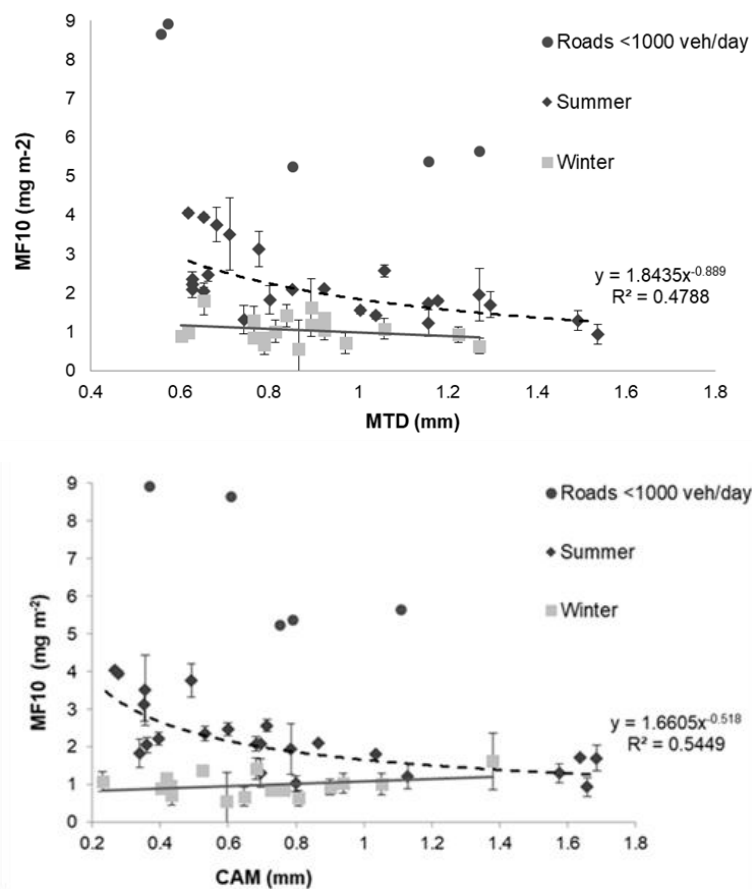 9
8
7
6
5
4
3
2
1
0
MF10 (mg m-2)
Roads <1000 veh/day
Summer
Winter
y = 1.8435x-0.889
R² = 0.4788
0.4 0.6 0.8 1 1.2 1.4 1.6 1.8
MTD (mm)
9
8
7
6
5
4
3
2
1
0
MF10 (mg m-2)
Roads <1000 veh/day
Summer
Winter
y = 1.6605x-0.518
R² = 0.5449
0.2 0.4 0.6 0.8 1 1.2 1.4 1.6 1.8
CAM (mm)